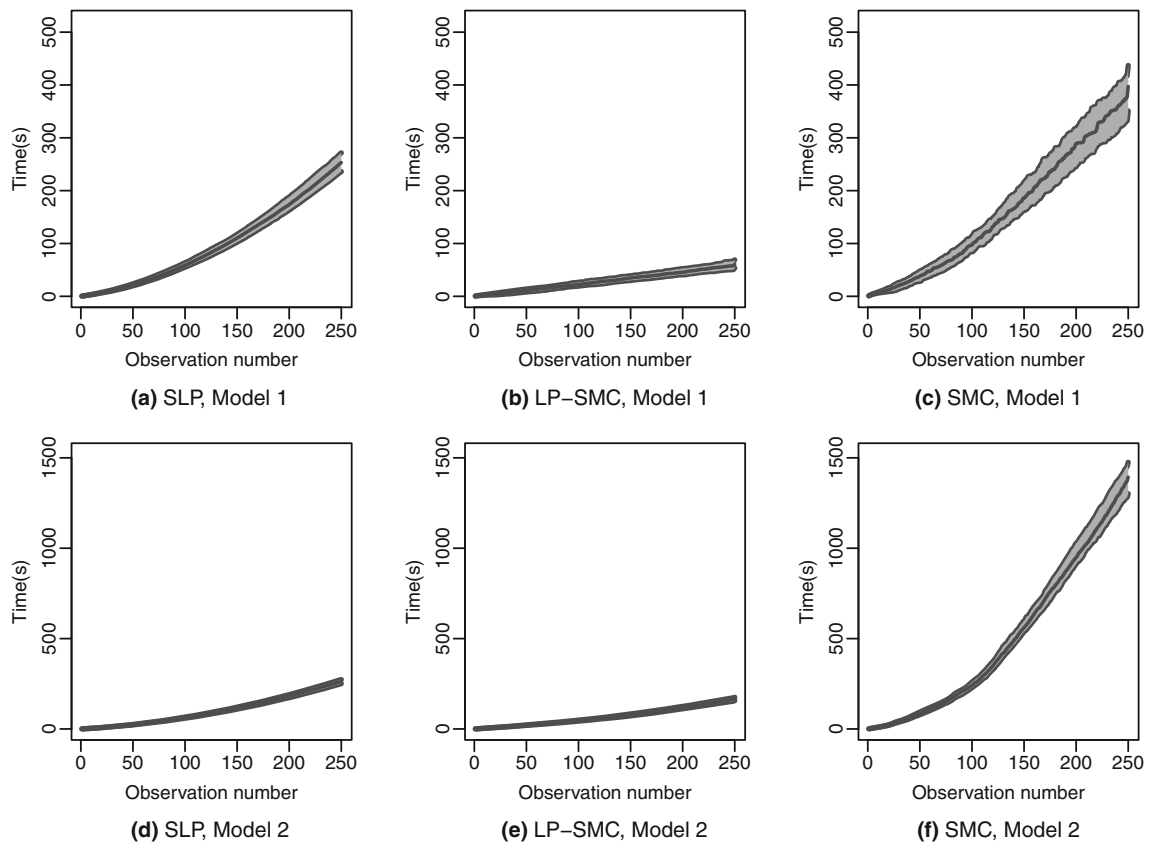 500
400
300
200
100
0
Time(s)
0 50 100 150 200 250
Observation number
(a) SLP, Model 1
500
400
300
200
100
0
Time(s)
0 50 100 150 200 250
Observation number
(b) LP−SMC, Model 1
500
400
300
200
100
0
Time(s)
0 50 100 150 200 250
Observation number
(c) SMC, Model 1
1500
1000
500
0
Time(s)
0 50 100 150 200 250
Observation number
(d) SLP, Model 2
1500
1000
500
0
Time(s)
0 50 100 150 200 250
Observation number
(e) LP−SMC, Model 2
1500
1000
500
0
Time(s)
0 50 100 150 200 250
Observation number
(f) SMC, Model 2